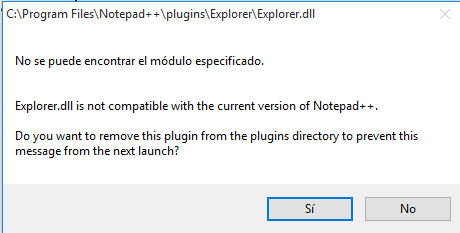 C:\Program Files\Notepad++\plugins\Explorer\Explorer.dll
No se puede encontrar el módulo especificado.
Explorer.dll is not compatible with the current version of Notepad++.
Do you want to remove this plugin from the plugins directory to prevent this
message from the next launch?
Sí
No